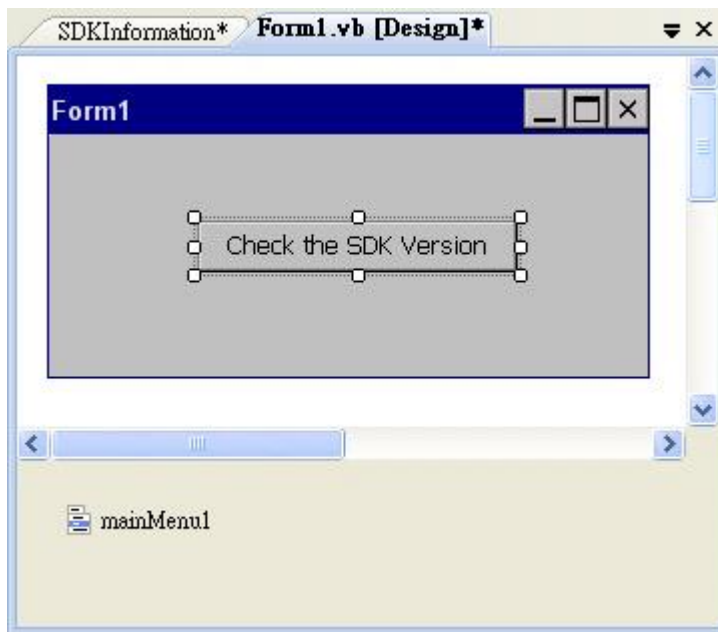 SDKInformation* Form1.vb [Design]*
Form1
Check the SDK Version
mainMenu1